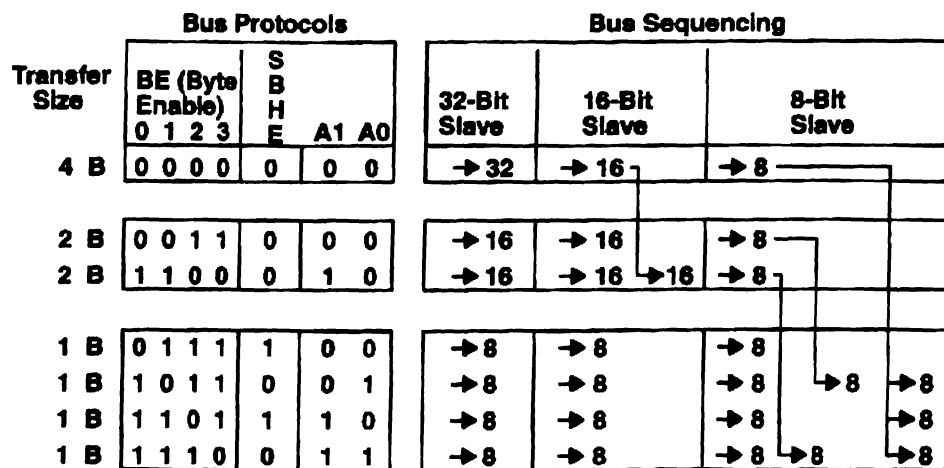 Bus Protocols Bus Sequencing
Transfer Size BE (Byte Enable) 0 1 2 3 SBHE A1 A0 32-Bit Slave 16-Bit Slave 8-Bit Slave
4 B 0 0 0 0 0 0 0 →32 →16 →8
2 B 0 0 1 1 0 0 0 →16 →16 →8
2 B 1 1 0 0 0 1 0 →16 →16 →16 →8
1 B 0 1 1 1 1 0 0 →8 →8 →8
1 B 1 0 1 1 0 0 1 →8 →8 →8 →8 →8
1 B 1 1 0 1 1 1 0 →8 →8 →8 →8
1 B 1 1 1 0 0 1 1 →8 →8 →8 →8 →8